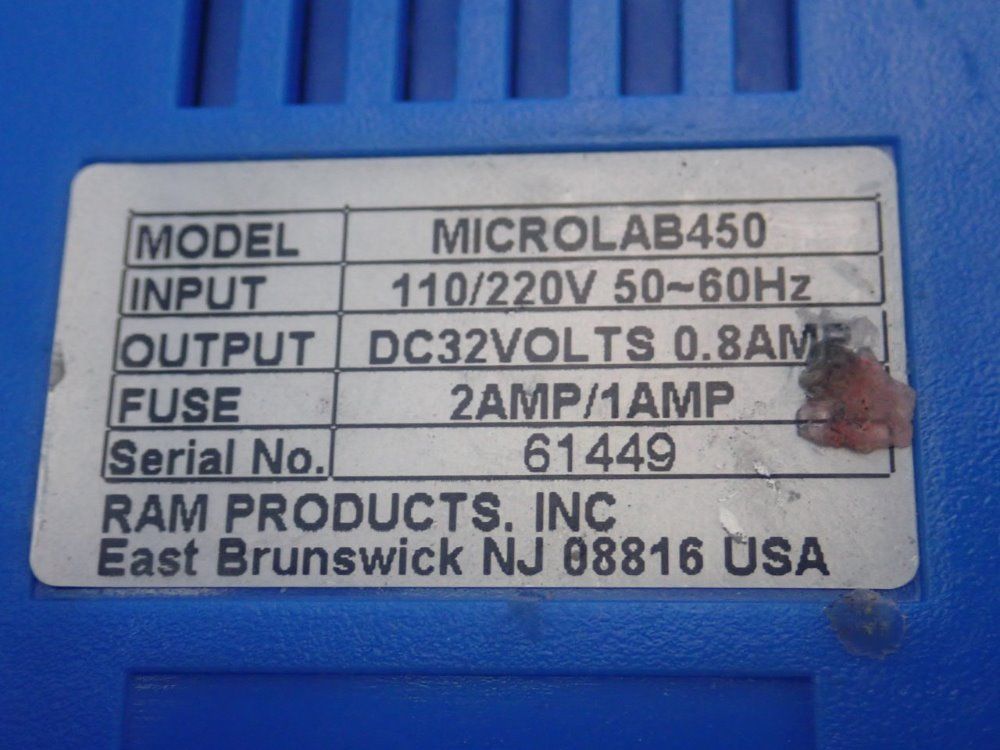 MODEL MICROLAB450
INPUT 110/220V 50~60Hz
OUTPUT DC32VOLTS 0.8AMP
FUSE 2AMP/1AMP
Serial No. 61449
RAM PRODUCTS, INC
East Brunswick NJ 08816 USA